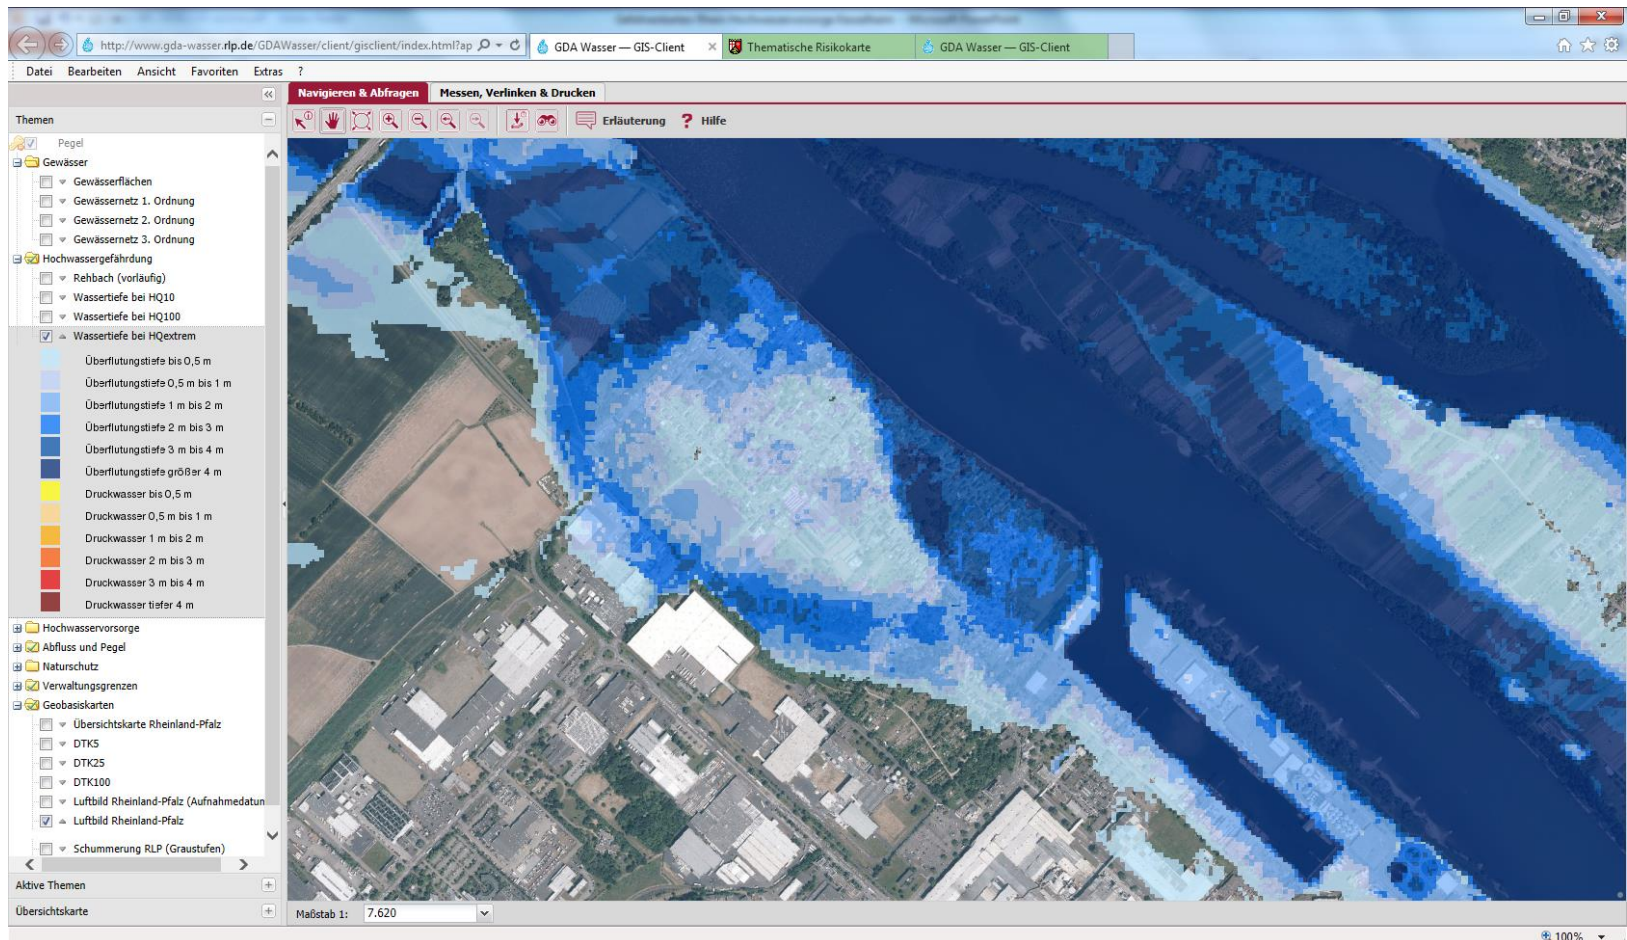 http://www.gda-wasser.rlp.de/GDAWasser/client/gisclient/index.html?ap
GDA Wasser — GIS-Client
Thematische Risikokarte
GDA Wasser — GIS-Client
Datei Bearbeiten Ansicht Favoriten Extras ?
Navigieren & Abfragen
Messen, Verlinken & Drucken
Themen
Erläuterung
? Hilfe
Pegel
Gewässer
Gewässerflächen
Gewässernetz 1. Ordnung
Gewässernetz 2. Ordnung
Gewässernetz 3. Ordnung
Hochwassergefährdung
Rehbach (vorläufig)
Wassertiefe bei HQ10
Wassertiefe bei HQ100
Wassertiefe bei HQextrem
Überflutungstiefe bis 0,5 m
Überflutungstiefe 0,5 m bis 1 m
Überflutungstiefe 1 m bis 2 m
Überflutungstiefe 2 m bis 3 m
Überflutungstiefe 3 m bis 4 m
Überflutungstiefe größer 4 m
Druckwasser bis 0,5 m
Druckwasser 0,5 m bis 1 m
Druckwasser 1 m bis 2 m
Druckwasser 2 m bis 3 m
Druckwasser 3 m bis 4 m
Druckwasser tiefer 4 m
Hochwasservorsorge
Abfluss und Pegel
Naturschutz
Verwaltungsgrenzen
Geobasiskarten
Übersichtskarte Rheinland-Pfalz
DTK5
DTK25
DTK100
Luftbild Rheinland-Pfalz (Aufnahmedatun
Luftbild Rheinland-Pfalz
Schummerung RLP (Graustufen)
Aktive Themen
Übersichtskarte
Maßstab 1: 7.620
100%